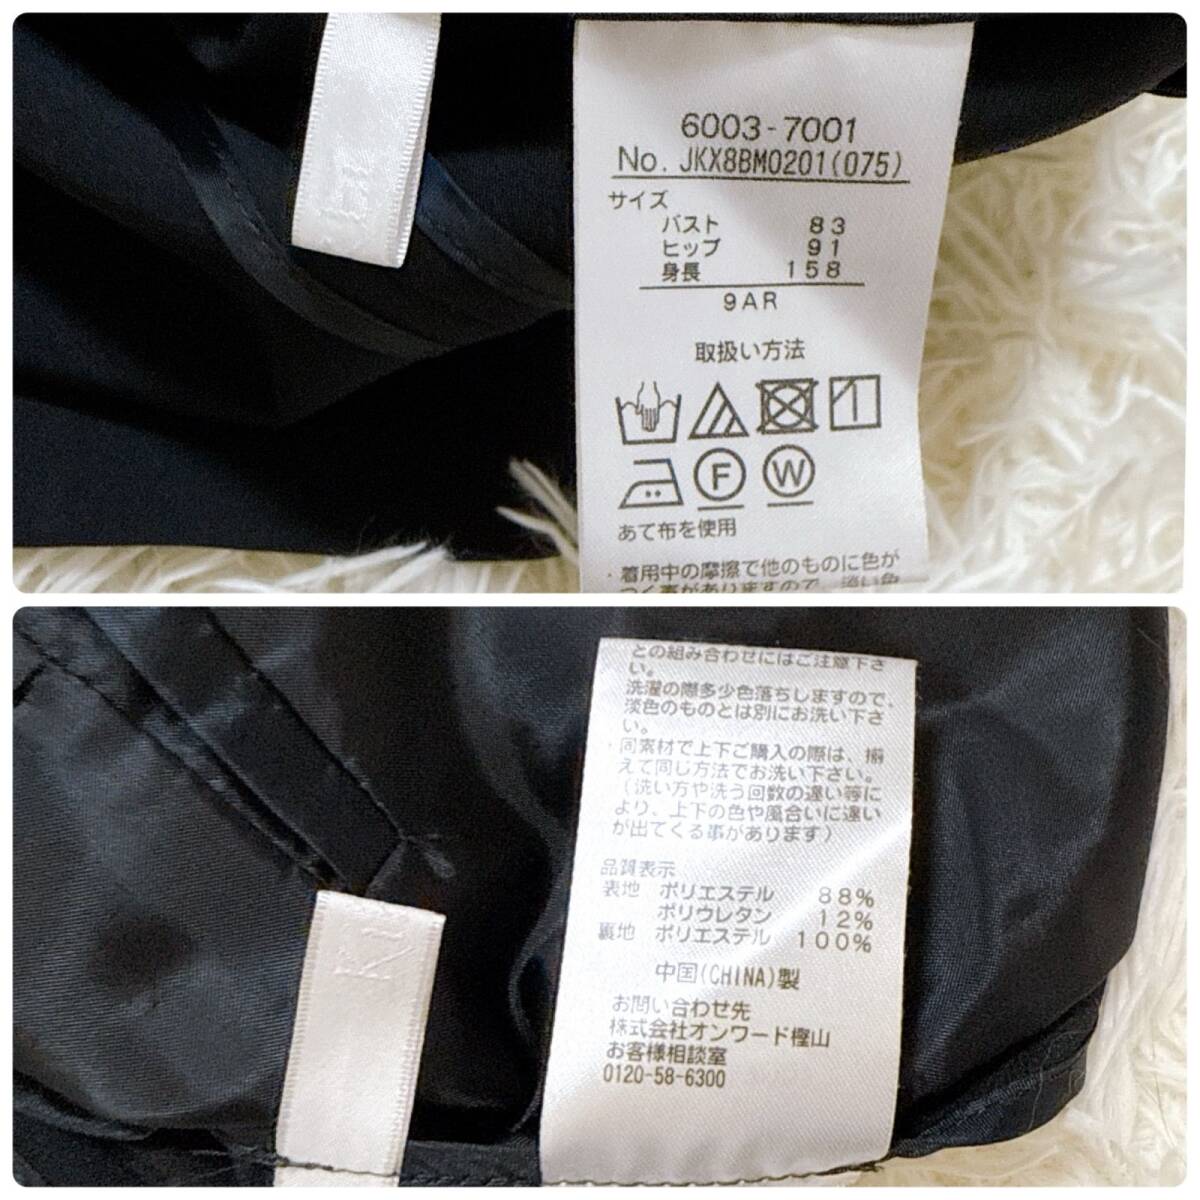 6003-7001
No. JKX8BM0201(075)
サイズ
バスト 83
ヒップ 91
身長 158
9AR
取扱い方法
F W
あて布を使用
・着用中の摩擦で他のものに色が
つく事がありますので、淡い色
との組み合わせにはご注意下さ
い。
洗濯の際多少色落ちしますので、
淡色のものとは別にお洗い下さ
い。
・同素材で上下ご購入の際は、揃
えて同じ方法でお洗い下さい。
(洗い方や洗う回数の違い等に
より、上下の色や風合いに違い
が出てくる事があります)
品質表示
表地 ポリエステル 88%
ポリウレタン 12%
裏地 ポリエステル 100%
中国(CHINA)製
お問い合わせ先
株式会社オンワード樫山
お客様相談室
0120-58-6300